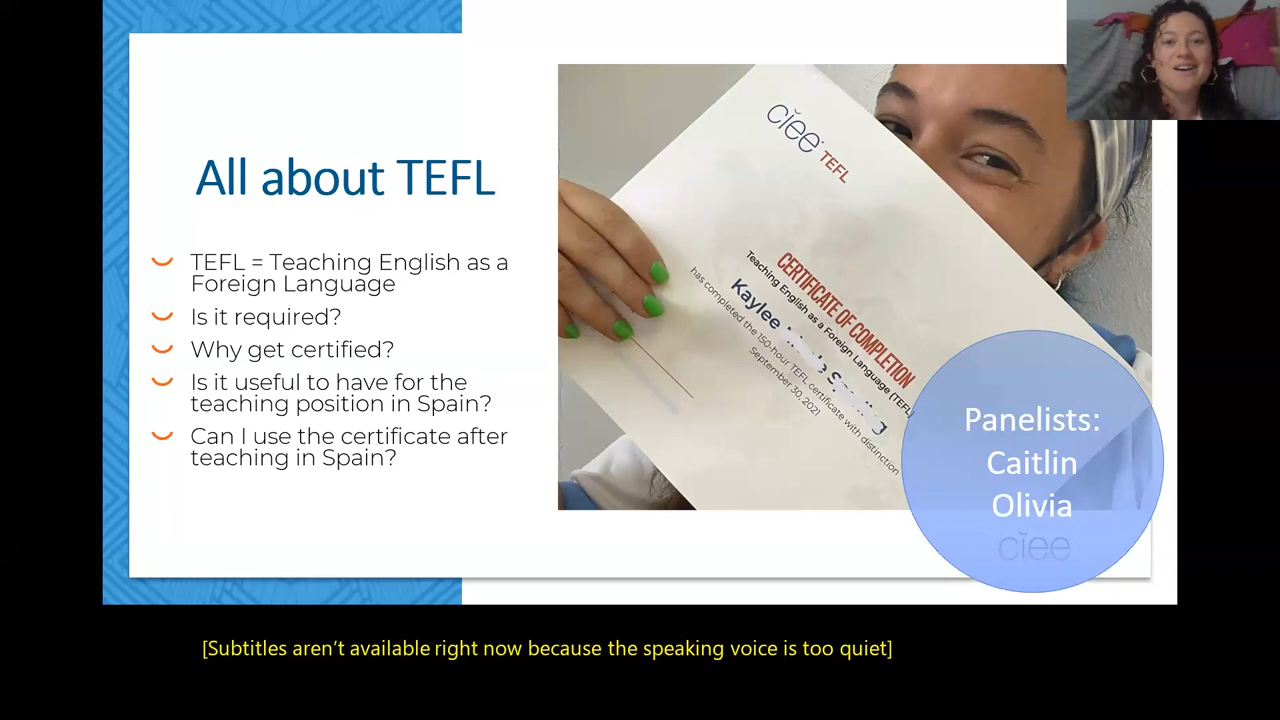 All about TEFL
TEFL = Teaching English as a
Foreign Language
Is it required?
Why get certified?
Is it useful to have for the
teaching position in Spain?
Can I use the certificate after
teaching in Spain?
ciee
TEFL
CERTIFICATE OF COMPLETION
Teaching English as a Foreign Language (TEFL
Kaylee
has completed the 150-hour TEFL certificate with distinction
September 30, 2021
Panelists:
Caitlin
Olivia
ciee
[Subtitles aren't available right now because the speaking voice is too quiet]